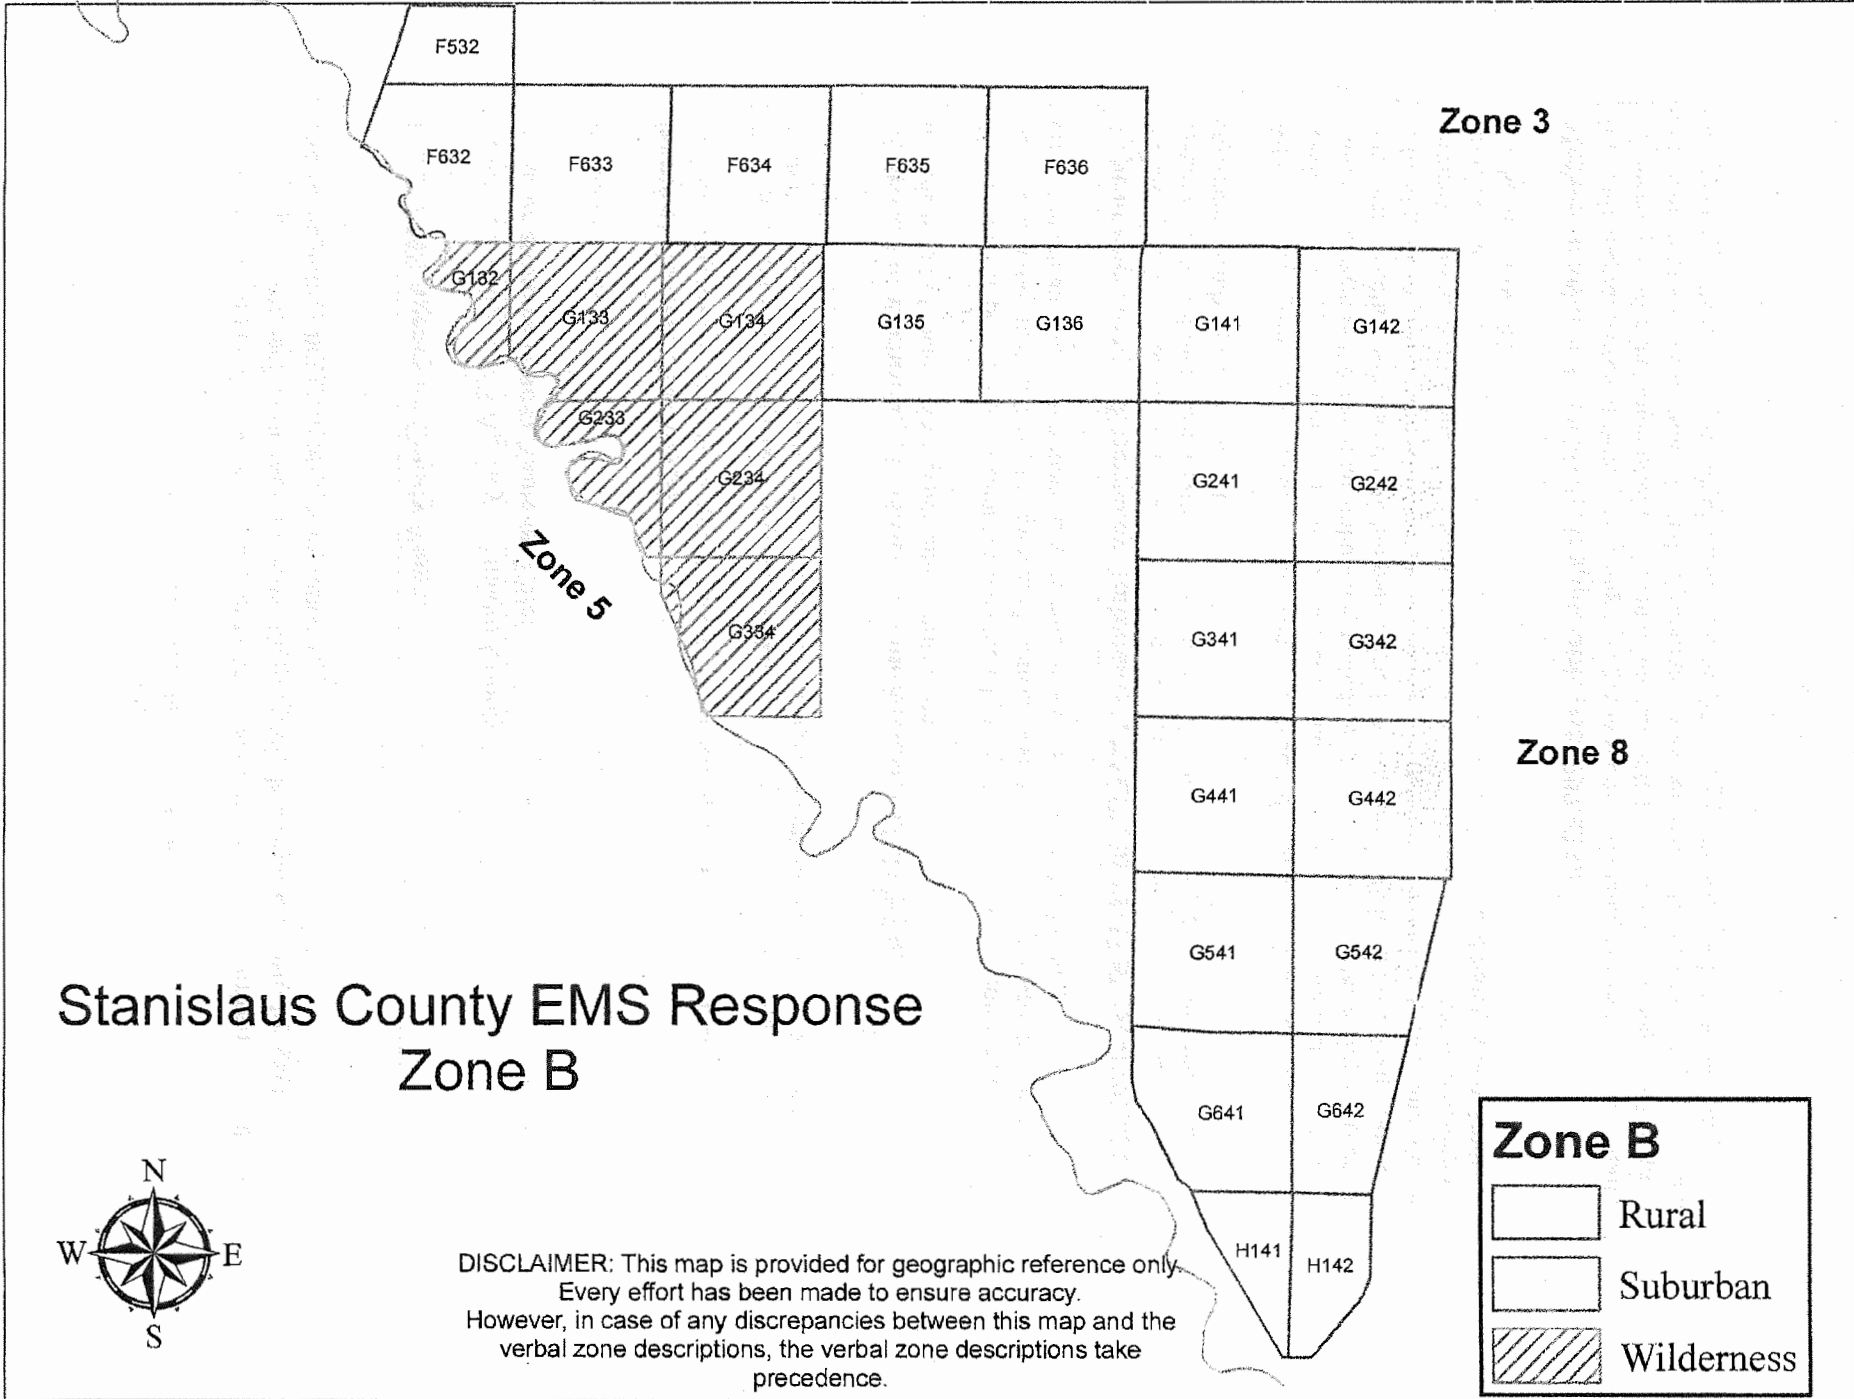 F532
Zone 3
F632
F633
F634
F635
F636
G132
G133
G134
G135
G136
G141
G142
G233
G234
G241
G242
Zone 5
G334
G341
G342
Zone 8
G441
G442
G541
G542
Stanislaus County EMS Response
Zone B
G641
G642
Zone B
Rural
Suburban
Wilderness
N
W
E
S
H141
H142
DISCLAIMER: This map is provided for geographic reference only.
Every effort has been made to ensure accuracy.
However, in case of any discrepancies between this map and the
verbal zone descriptions, the verbal zone descriptions take
precedence.